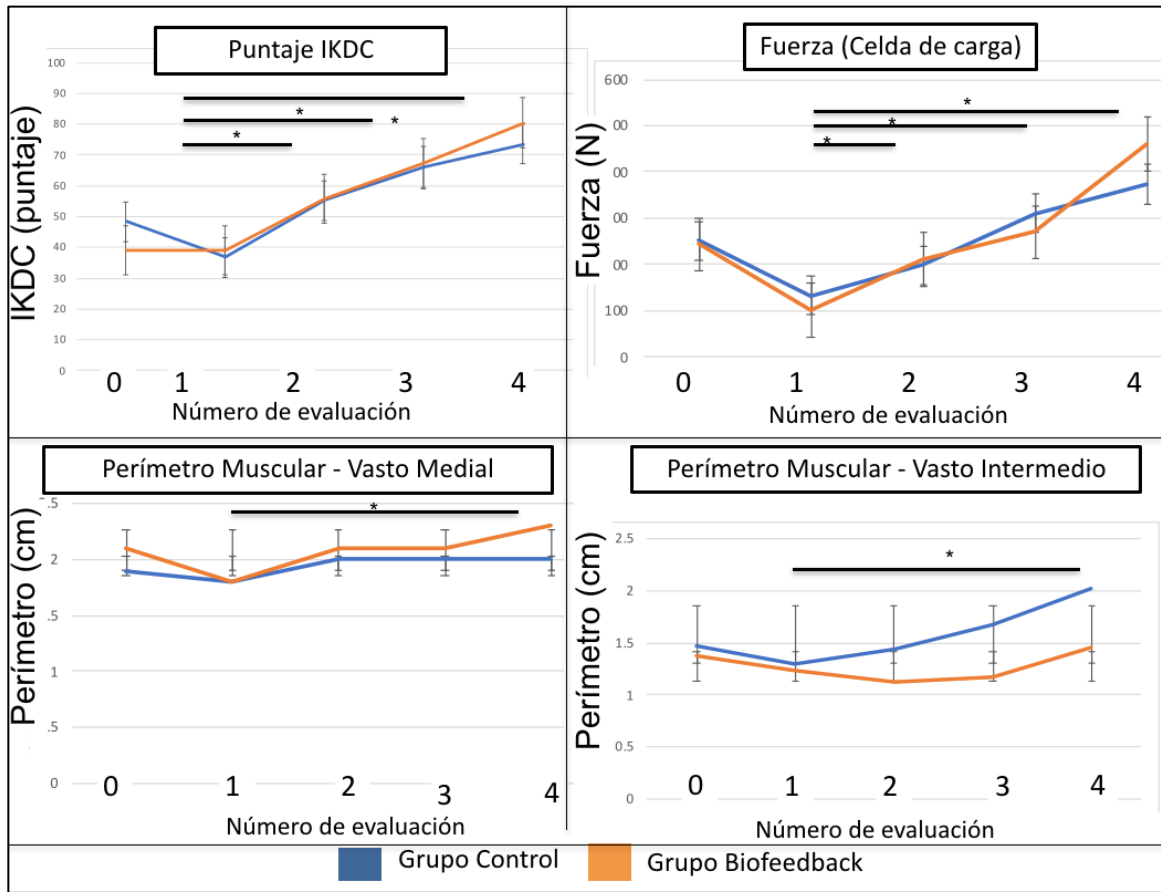 Puntaje IKDC
IKDC (puntaje)
100
90
80
70
60
50
40
30
20
10
0
*
*
*
0 1 2 3 4
Número de evaluación
Fuerza (Celda de carga)
Fuerza (N)
600
00
00
00
00
100
0
*
*
*
0 1 2 3 4
Número de evaluación
Perímetro Muscular - Vasto Medial
Perímetro (cm)
.5
2
.5
1
.5
0
*
0 1 2 3 4
Número de evaluación
Perímetro Muscular - Vasto Intermedio
Perímetro (cm)
2.5
2
1.5
1
0.5
0
*
0 1 2 3 4
Número de evaluación
Grupo Control Grupo Biofeedback